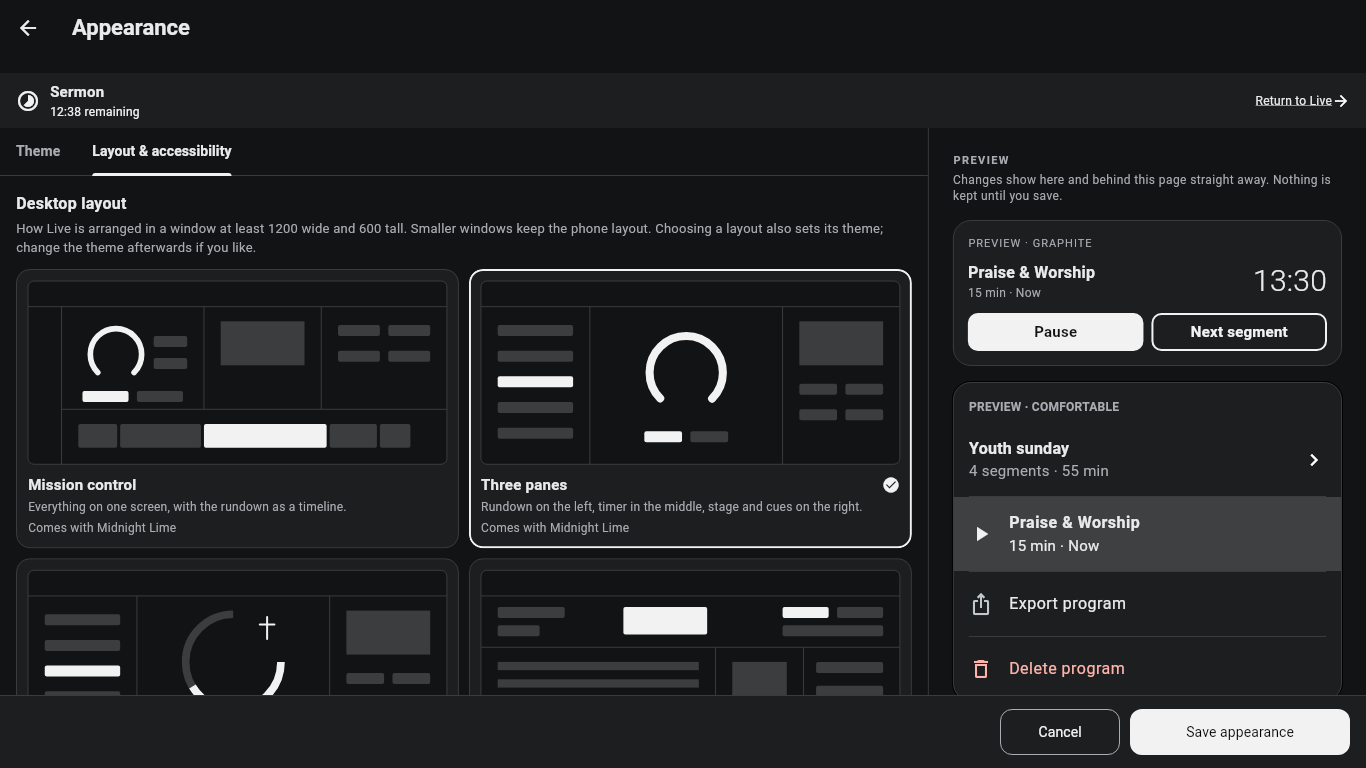 Appearance
Sermon
12:38 remaining
Return to Live
Theme
Layout & accessibility
Desktop layout
How Live is arranged in a window at least 1200 wide and 600 tall. Smaller windows keep the phone layout. Choosing a layout also sets its theme;
change the theme afterwards if you like.
Mission control
Everything on one screen, with the rundown as a timeline.
Comes with Midnight Lime
Three panes
Rundown on the left, timer in the middle, stage and cues on the right.
Comes with Midnight Lime
PREVIEW
Changes show here and behind this page straight away. Nothing is
kept until you save.
PREVIEW · GRAPHITE
Praise & Worship
15 min · Now
13:30
Pause
Next segment
PREVIEW · COMFORTABLE
Youth sunday
4 segments · 55 min
Praise & Worship
15 min · Now
Export program
Delete program
Cancel
Save appearance